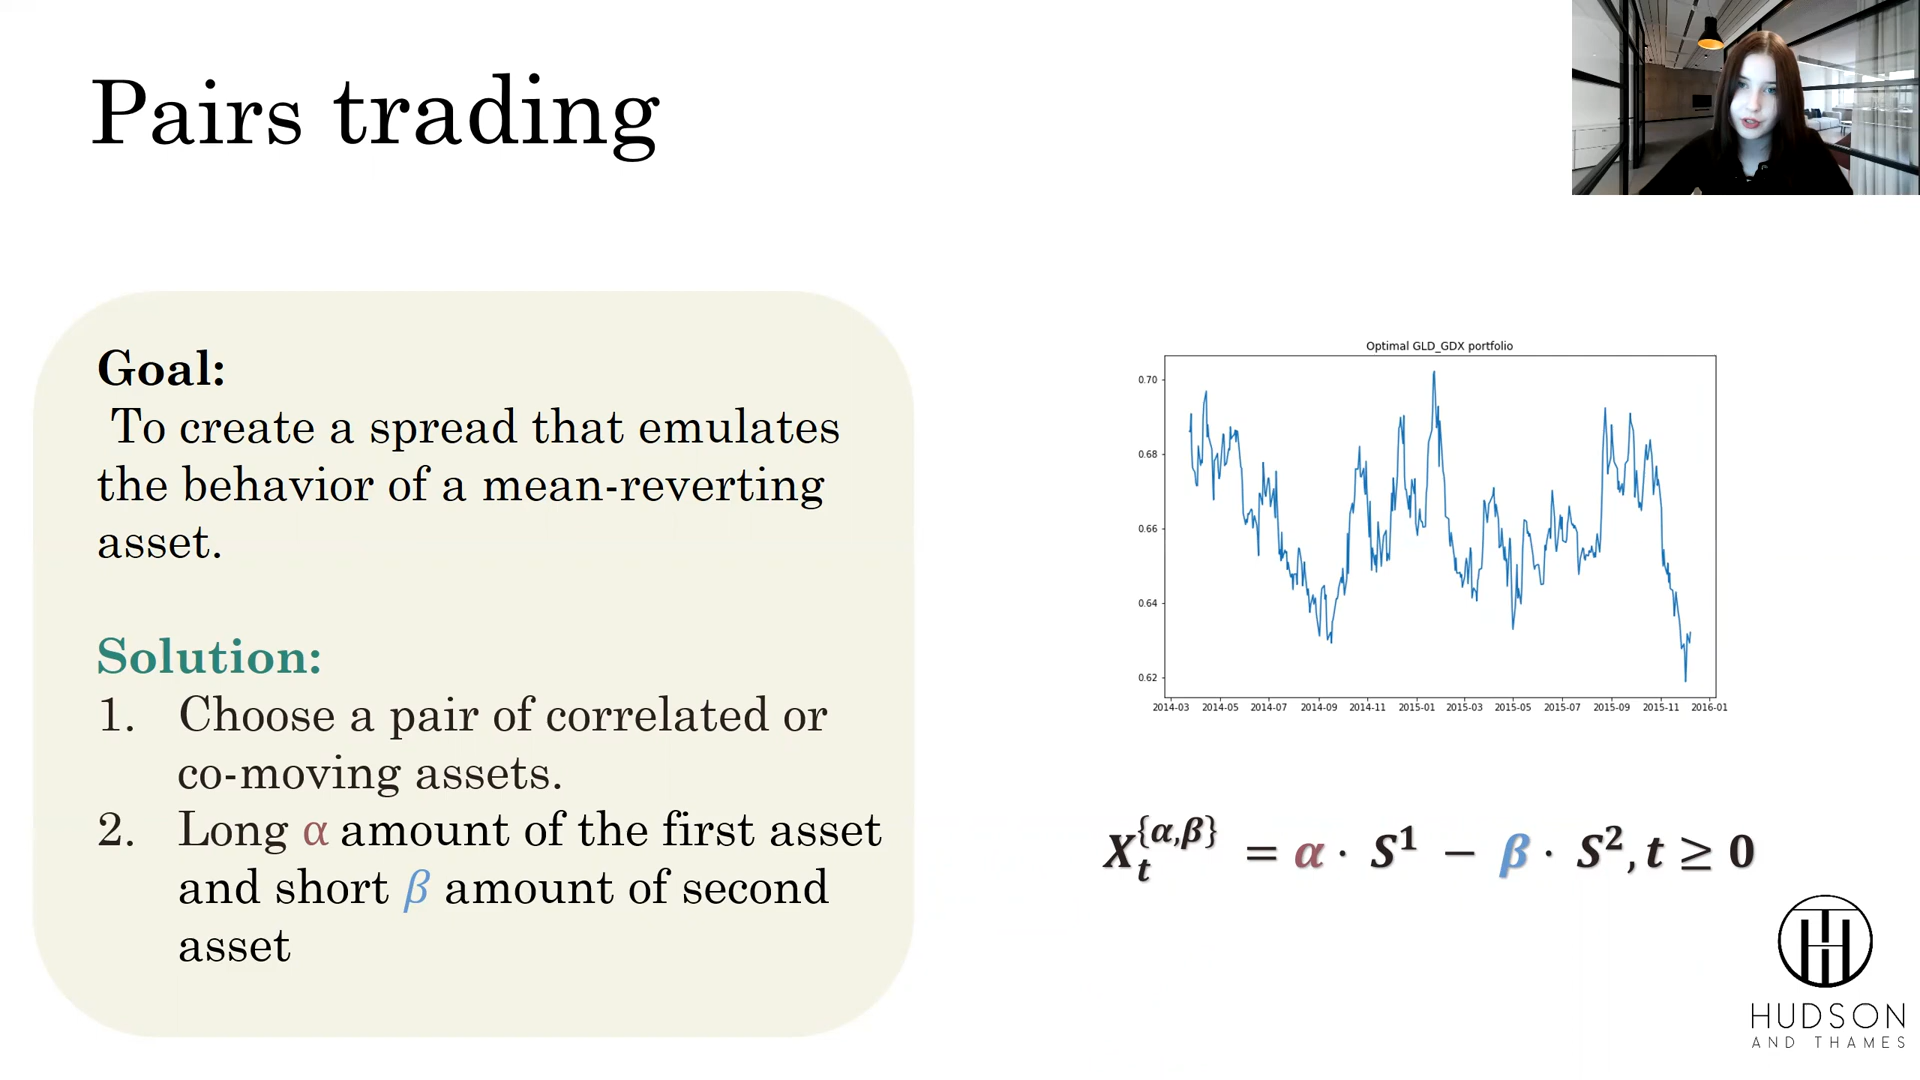 Pairs trading
Goal:
To create a spread that emulates
the behavior of a mean-reverting
asset.
Solution:
1. Choose a pair of correlated or
co-moving assets.
2. Long α amount of the first asset
and short β amount of second
asset
Optimal GLD_GDX portfolio
0.70
0.68
0.66
0.64
0.62
2014-03 2014-05 2014-07 2014-09 2014-11 2015-01 2015-03 2015-05 2015-07 2015-09 2015-11 2016-01
X_t^{α,β} = α · S^1 − β · S^2, t ≥ 0
HUDSON
AND THAMES